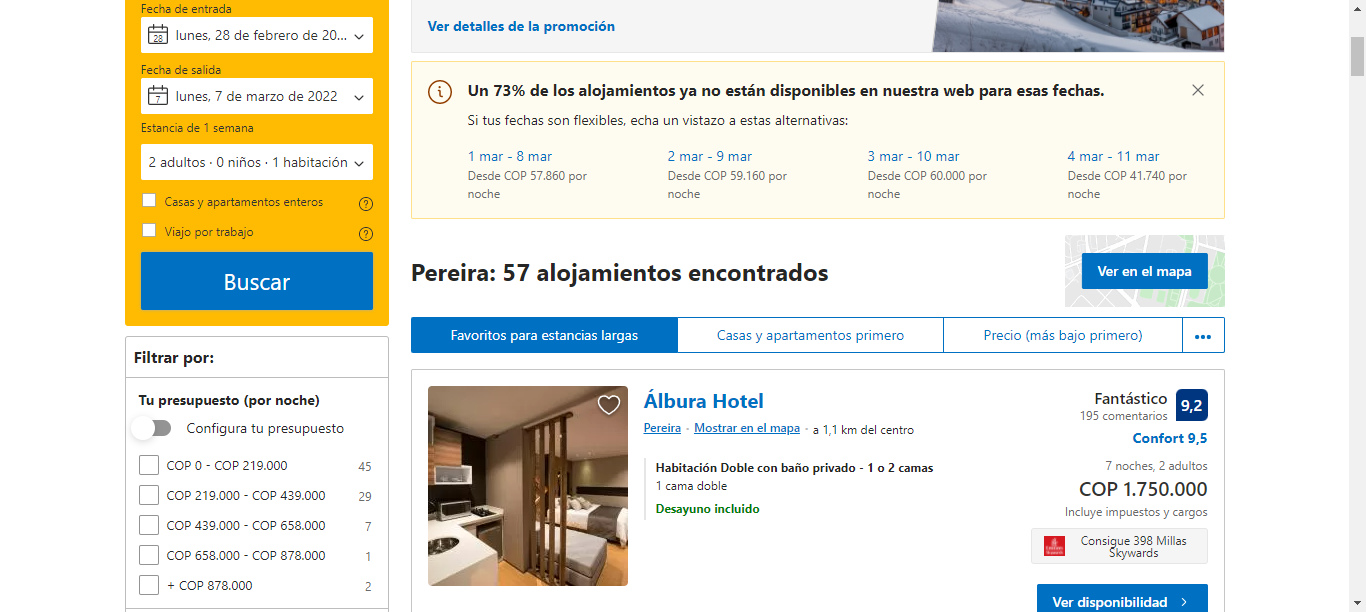 Fecha de entrada
28
lunes, 28 de febrero de 20...
Fecha de salida
7
lunes, 7 de marzo de 2022
Estancia de 1 semana
2 adultos · 0 niños · 1 habitación
Casas y apartamentos enteros
?
Viajo por trabajo
?
Buscar
Filtrar por:
Tu presupuesto (por noche)
Configura tu presupuesto
COP 0 - COP 219.000 45
COP 219.000 - COP 439.000 29
COP 439.000 - COP 658.000 7
COP 658.000 - COP 878.000 1
+ COP 878.000 2
Ver detalles de la promoción
Un 73% de los alojamientos ya no están disponibles en nuestra web para esas fechas.
Si tus fechas son flexibles, echa un vistazo a estas alternativas:
1 mar - 8 mar
Desde COP 57.860 por
noche
2 mar - 9 mar
Desde COP 59.160 por
noche
3 mar - 10 mar
Desde COP 60.000 por
noche
4 mar - 11 mar
Desde COP 41.740 por
noche
Pereira: 57 alojamientos encontrados
Ver en el mapa
Favoritos para estancias largas
Casas y apartamentos primero
Precio (más bajo primero)
•••
Álbura Hotel
Pereira · Mostrar en el mapa · a 1,1 km del centro
Habitación Doble con baño privado - 1 o 2 camas
1 cama doble
Desayuno incluido
Fantástico 9,2
195 comentarios
Confort 9,5
7 noches, 2 adultos
COP 1.750.000
Incluye impuestos y cargos
Consigue 398 Millas
Skywards
Ver disponibilidad